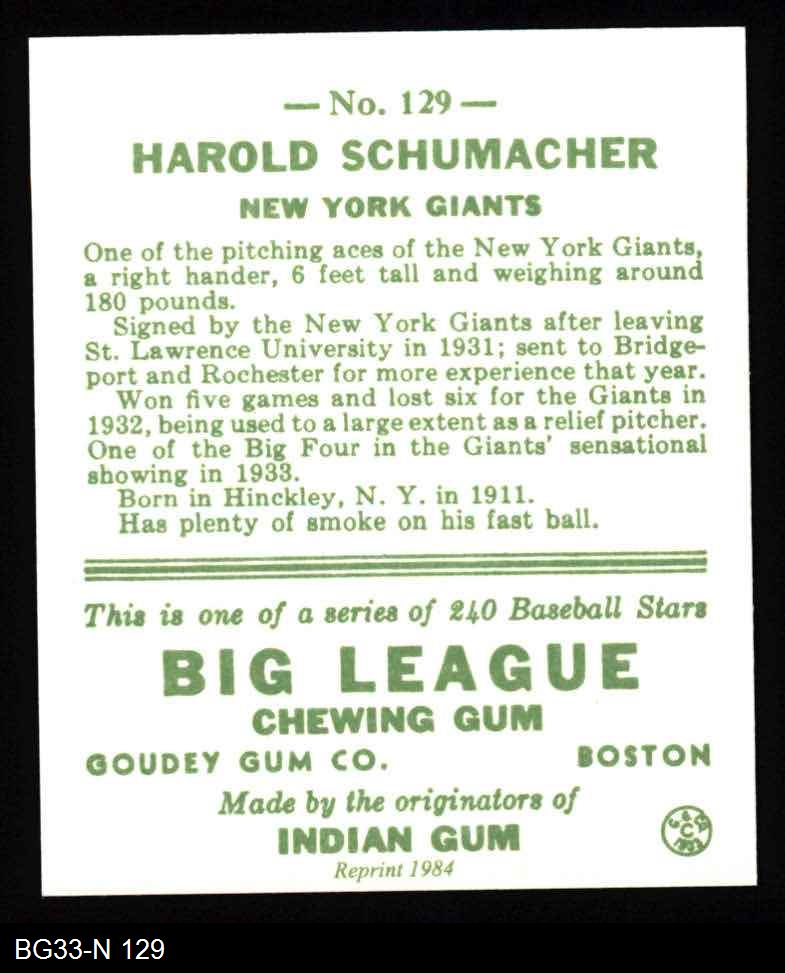 — No. 129 —
HAROLD SCHUMACHER
NEW YORK GIANTS
One of the pitching aces of the New York Giants,
a right hander, 6 feet tall and weighing around
180 pounds.
Signed by the New York Giants after leaving
St. Lawrence University in 1931; sent to Bridge-
port and Rochester for more experience that year.
Won five games and lost six for the Giants in
1932, being used to a large extent as a relief pitcher.
One of the Big Four in the Giants' sensational
showing in 1933.
Born in Hinckley, N. Y. in 1911.
Has plenty of smoke on his fast ball.
This is one of a series of 240 Baseball Stars
BIG LEAGUE
CHEWING GUM
GOUDEY GUM CO. BOSTON
Made by the originators of
INDIAN GUM
Reprint 1984
C
BG33-N 129